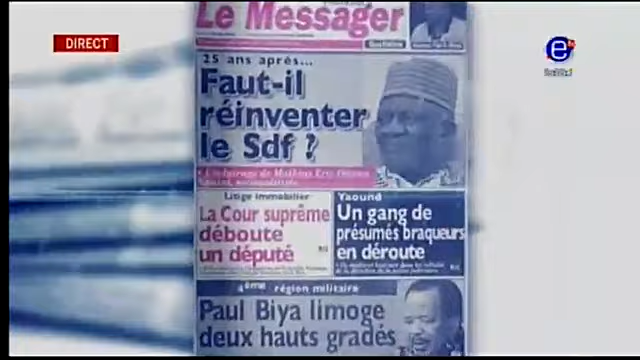 Le Messager
DIRECT
Quotidien
25 ans après...
Faut-il
réinventer
le Sdf ?
Litige immobilier
La Cour suprême
déboute
un député
Yaoundé
Un gang de
présumés braqueurs
en déroute
4ème région militaire
Paul Biya limoge
deux hauts gradés